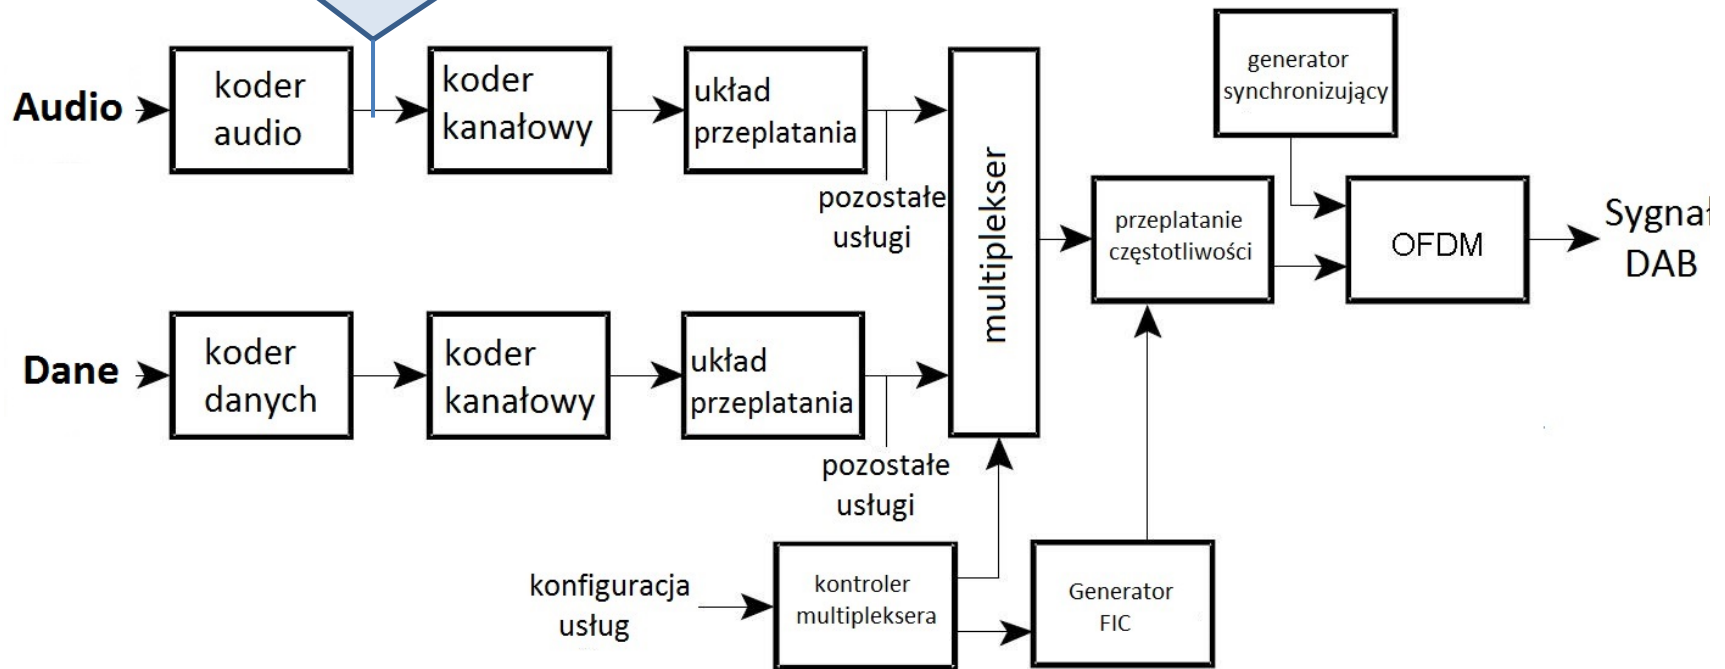 Audio
koder
audio
koder
kanałowy
układ
przeplatania
pozostałe
usługi
multiplekser
generator
synchronizujący
przeplatanie
częstotliwości
OFDM
Sygnał
DAB
Dane
koder
danych
koder
kanałowy
układ
przeplatania
pozostałe
usługi
konfiguracja
usług
kontroler
multipleksera
Generator
FIC